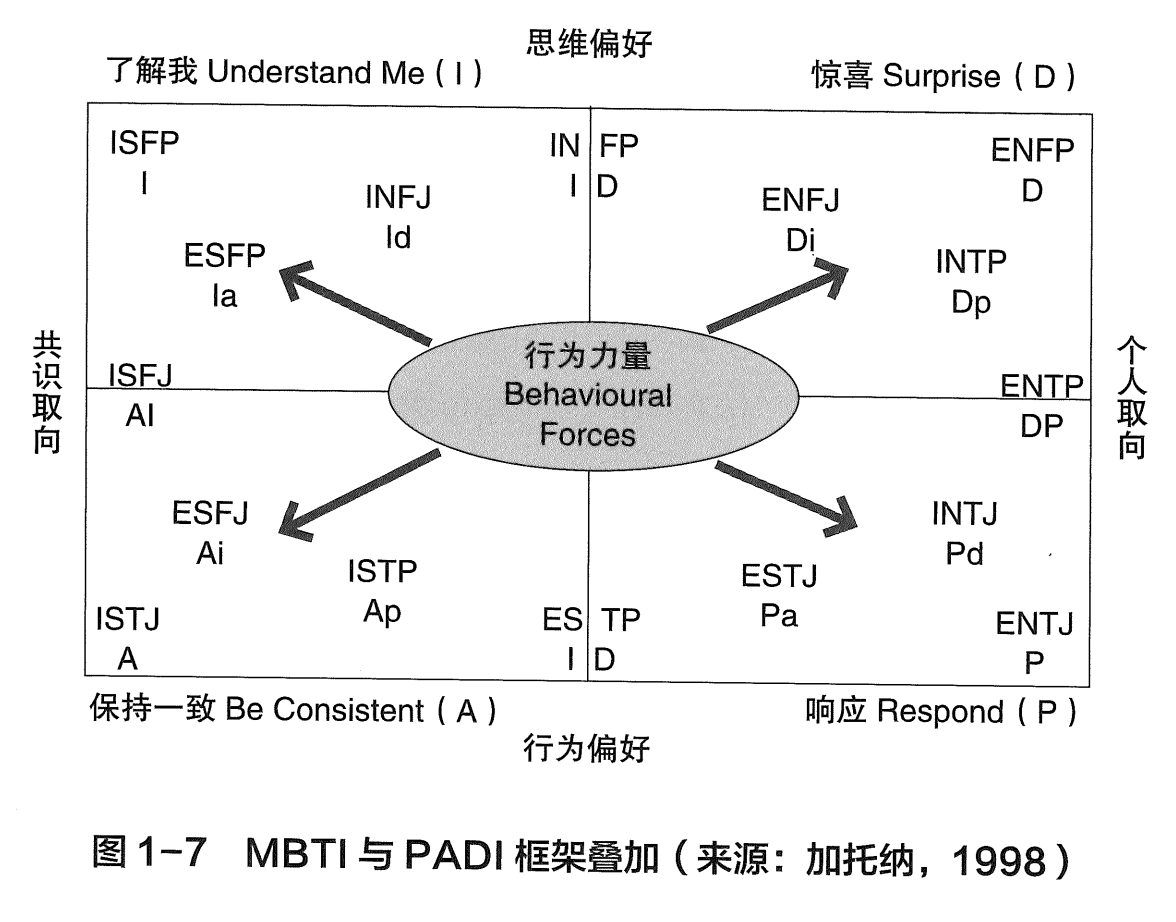 思维偏好
了解我 Understand Me ( I )
惊喜 Surprise ( D )
ISFP
I
INFJ
Id
ESFP
Ia
IN FP
I D
ENFJ
Di
ENFP
D
INTP
Dp
共识取向
个人取向
行为力量
Behavioural
Forces
ISFJ
AI
ENTP
DP
ESFJ
Ai
ISTP
Ap
ISTJ
A
ES TP
I D
ESTJ
Pa
INTJ
Pd
ENTJ
P
保持一致 Be Consistent ( A )
响应 Respond ( P )
行为偏好
图 1-7 MBTI 与 PADI 框架叠加（来源：加托纳，1998）